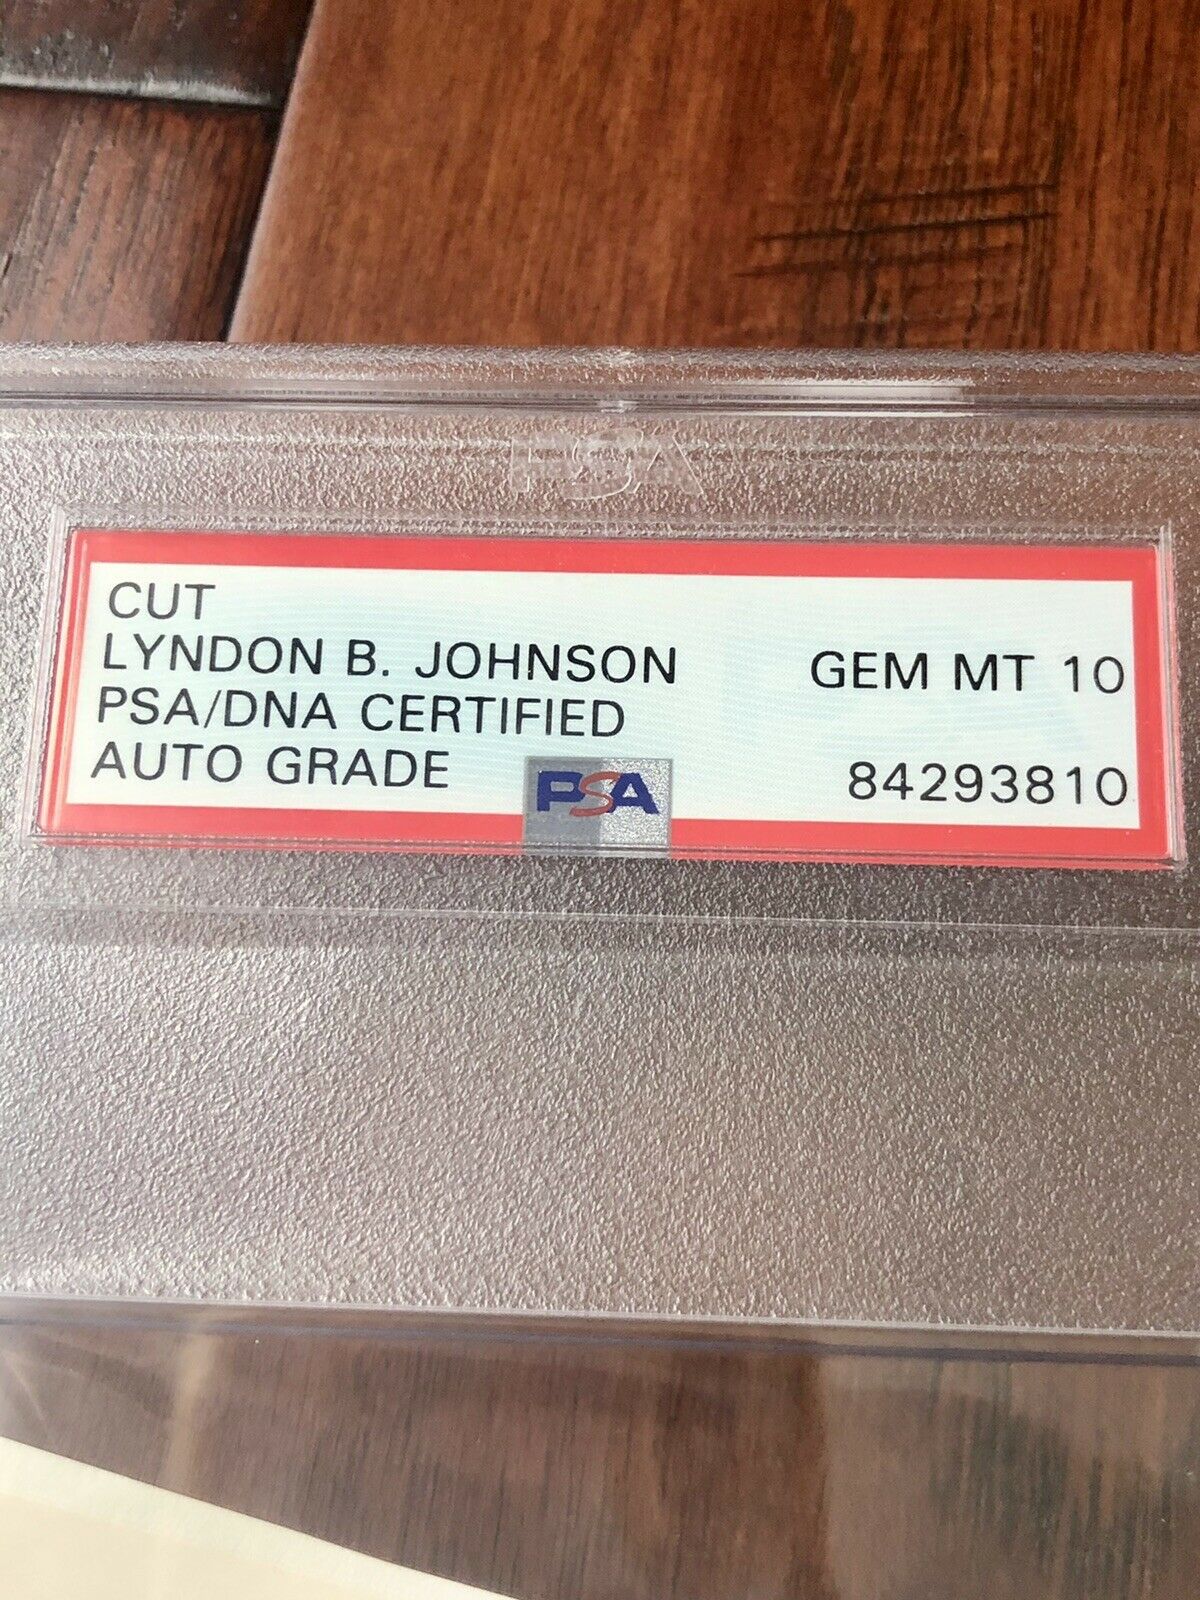 PSA
CUT
LYNDON B. JOHNSON
PSA/DNA CERTIFIED
AUTO GRADE
GEM MT 10
84293810
PSA